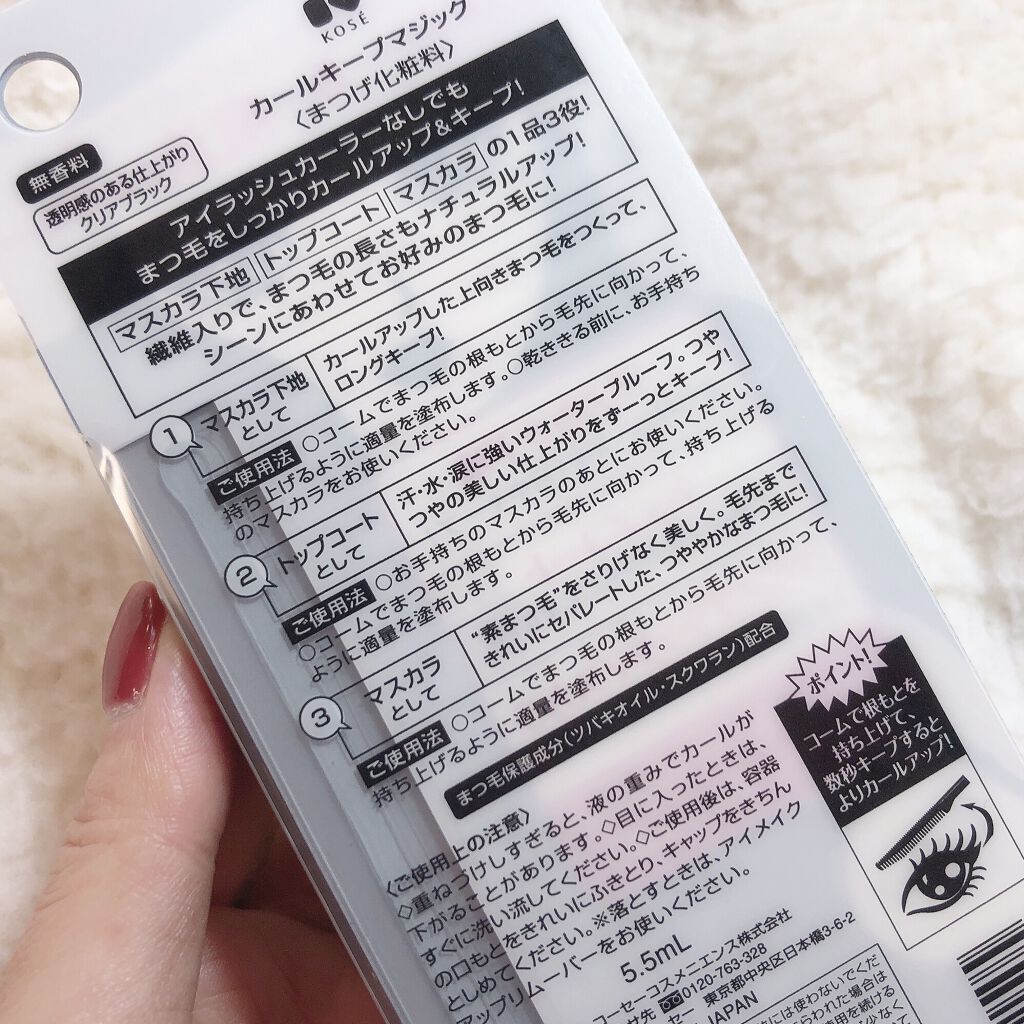 KOSÉ
カールキープマジック
〈まつげ化粧料〉
無香料
透明感のある仕上がり
クリアブラック
アイラッシュカーラーなしでも
まつ毛をしっかりカールアップ&キープ!
マスカラ下地 トップコート マスカラ の1品3役!
繊維入りで、まつ毛の長さもナチュラルアップ!
シーンにあわせてお好みのまつ毛に!
1 マスカラ下地
として
カールアップした上向きまつ毛をつくって、
ロングキープ!
ご使用法 ○コームでまつ毛の根もとから毛先に向かって、
持ち上げるように適量を塗布します。○乾ききる前に、お手持ち
のマスカラをお使いください。
2 トップコート
として
汗・水・涙に強いウォータープルーフ。つや
つやの美しい仕上がりをずーっとキープ!
ご使用法 ○お手持ちのマスカラのあとにお使いください。
○コームでまつ毛の根もとから毛先に向かって、持ち上げる
ように適量を塗布します。
3 マスカラ
として
“素まつ毛”をさりげなく美しく。毛先まで
きれいにセパレートした、つややかなまつ毛に!
ご使用法 ○コームでまつ毛の根もとから毛先に向かって、
持ち上げるように適量を塗布します。
まつ毛保護成分(ツバキオイル・スクワラン)配合
ポイント!
コームで根もとを
持ち上げて、
数秒キープすると
よりカールアップ!
〈ご使用上の注意〉
◇重ねづけしすぎると、液の重みでカールが
下がることがあります。◇目に入ったときは、
すぐに洗い流してください。◇ご使用後は、容器
の口もとをきれいにふきとり、キャップをきちん
としめてください。※落とすときは、アイメイク
アップリムーバーをお使いください。
5.5mL
コーセーコスメニエンス株式会社
0120-763-328
東京都中央区日本橋3-6-2
JAPAN